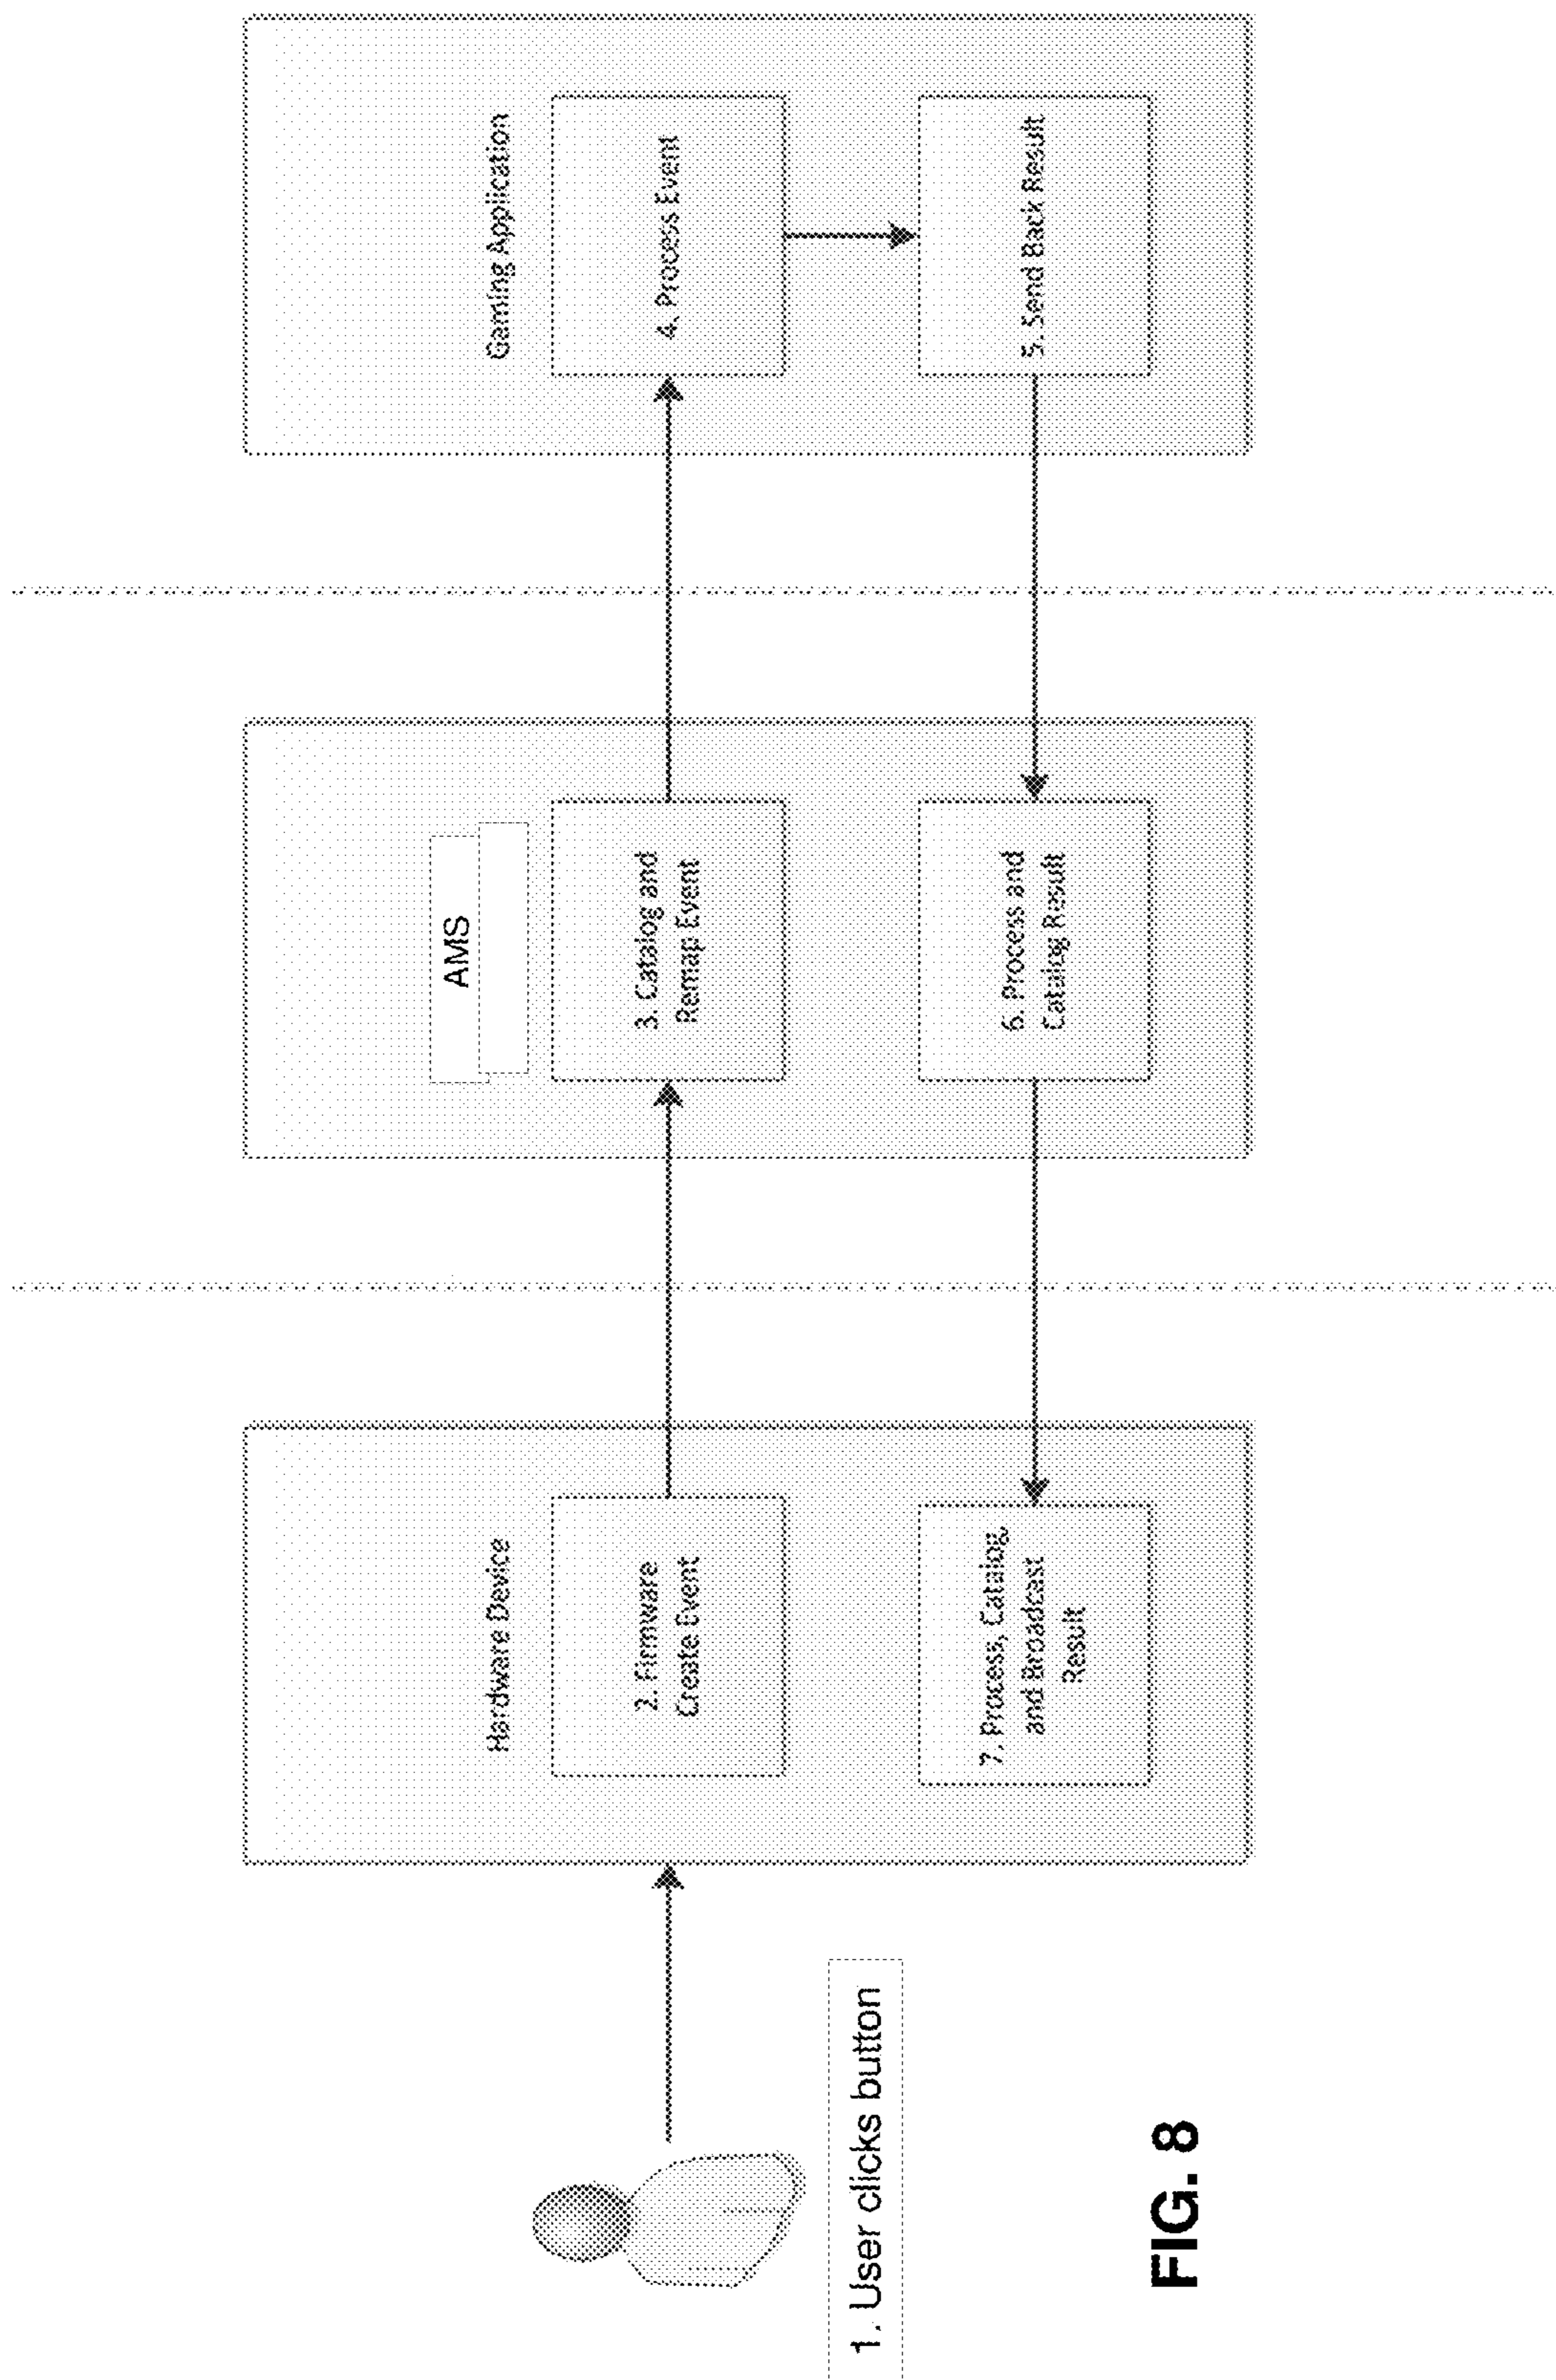 1. User clicks button
Hardware Device
2. Firmware
Create Event
AMS
3. Catalog and
Remap Event
Gaming Application
4. Process Event
5. Send Back Result
6. Process and
Catalog Result
7. Process, Catalog,
and Broadcast
Result
FIG. 8